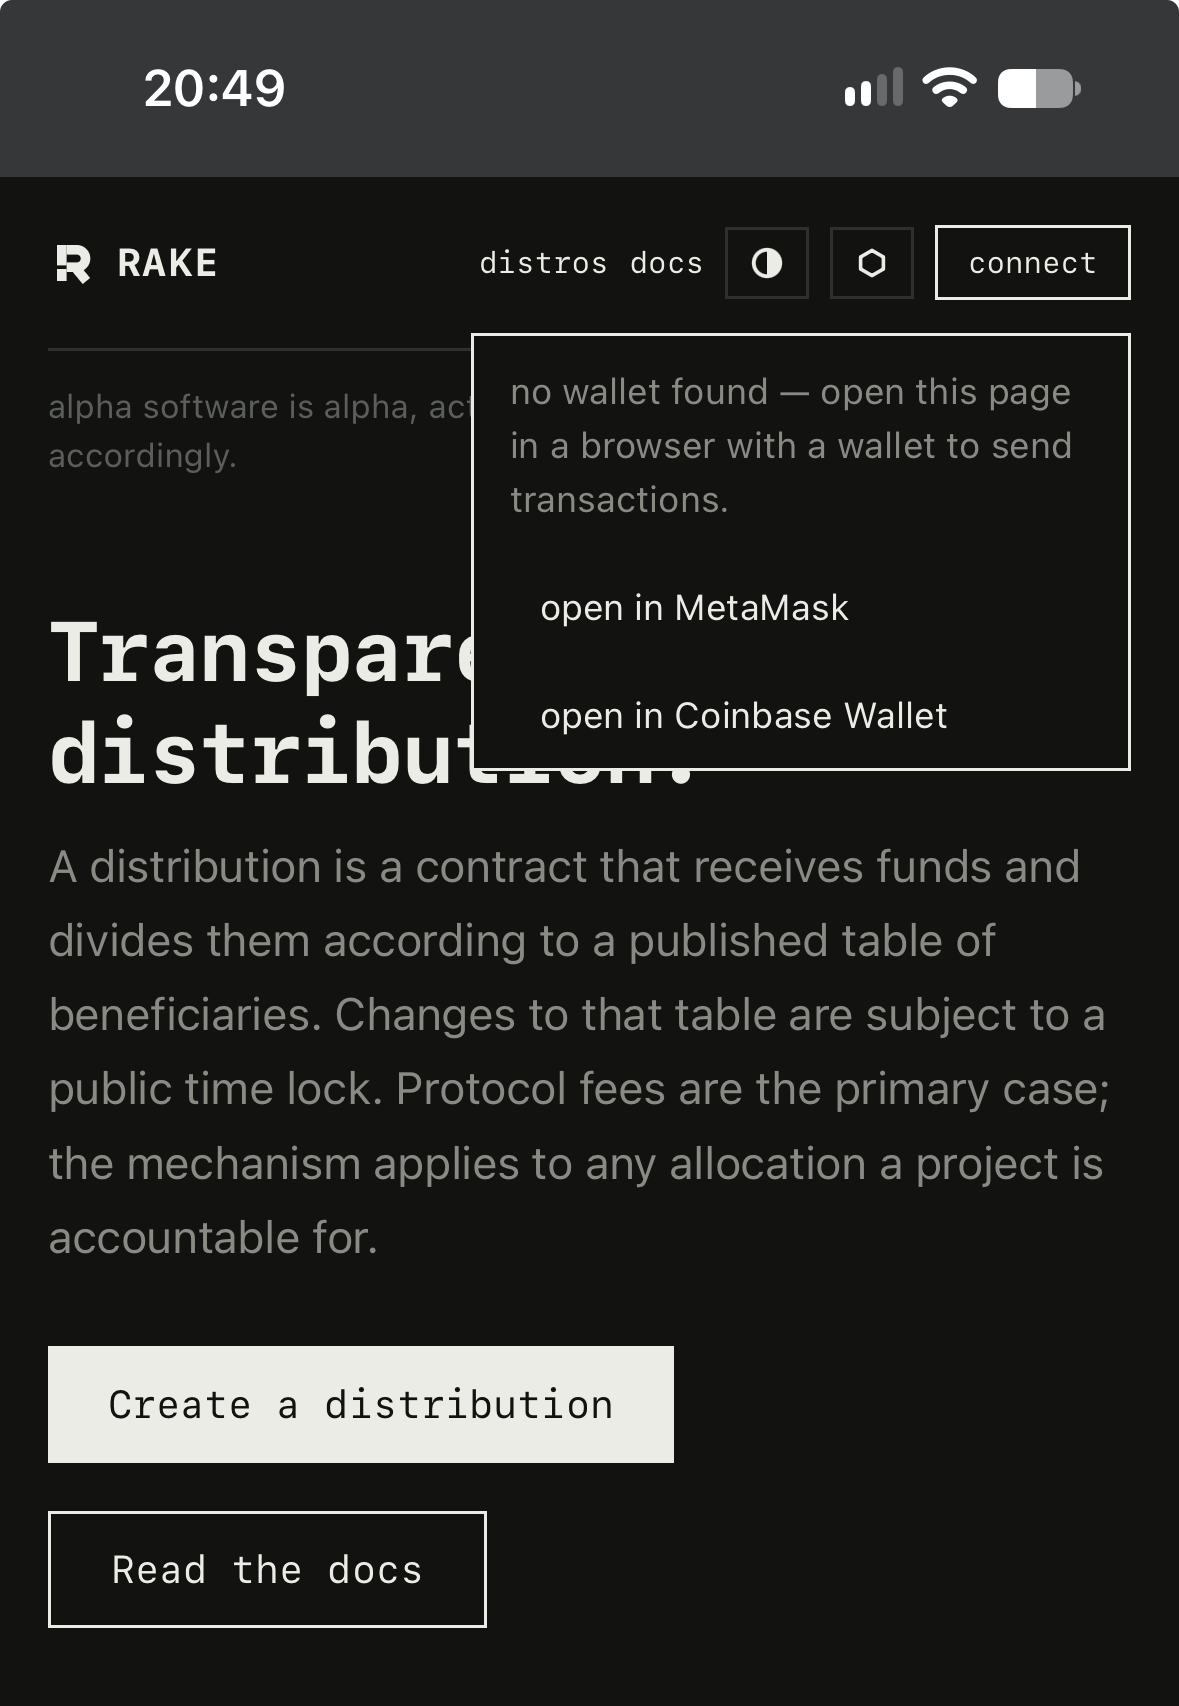 20:49
RAKE
distros docs
connect
alpha software is alpha, act
accordingly.
no wallet found — open this page
in a browser with a wallet to send
transactions.
open in MetaMask
open in Coinbase Wallet
A distribution is a contract that receives funds and
divides them according to a published table of
beneficiaries. Changes to that table are subject to a
public time lock. Protocol fees are the primary case;
the mechanism applies to any allocation a project is
accountable for.
Create a distribution
Read the docs